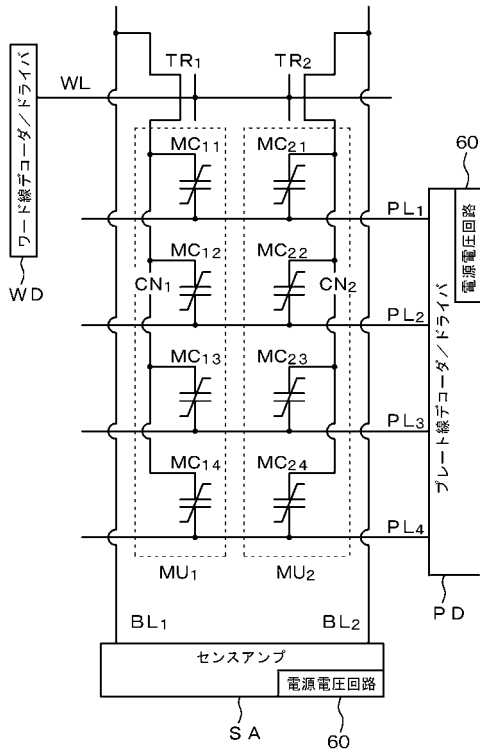 TR₁
TR₂
WL
ワード線デコーダ/ドライバ
WD
MC₁₁
MC₂₁
60
電源電圧回路
PL₁
MC₁₂
MC₂₂
CN₁
CN₂
PL₂
MC₁₃
MC₂₃
PL₃
プレート線デコーダ/ドライバ
MC₁₄
MC₂₄
PL₄
MU₁
MU₂
PD
BL₁
BL₂
センスアンプ
電源電圧回路
SA
60